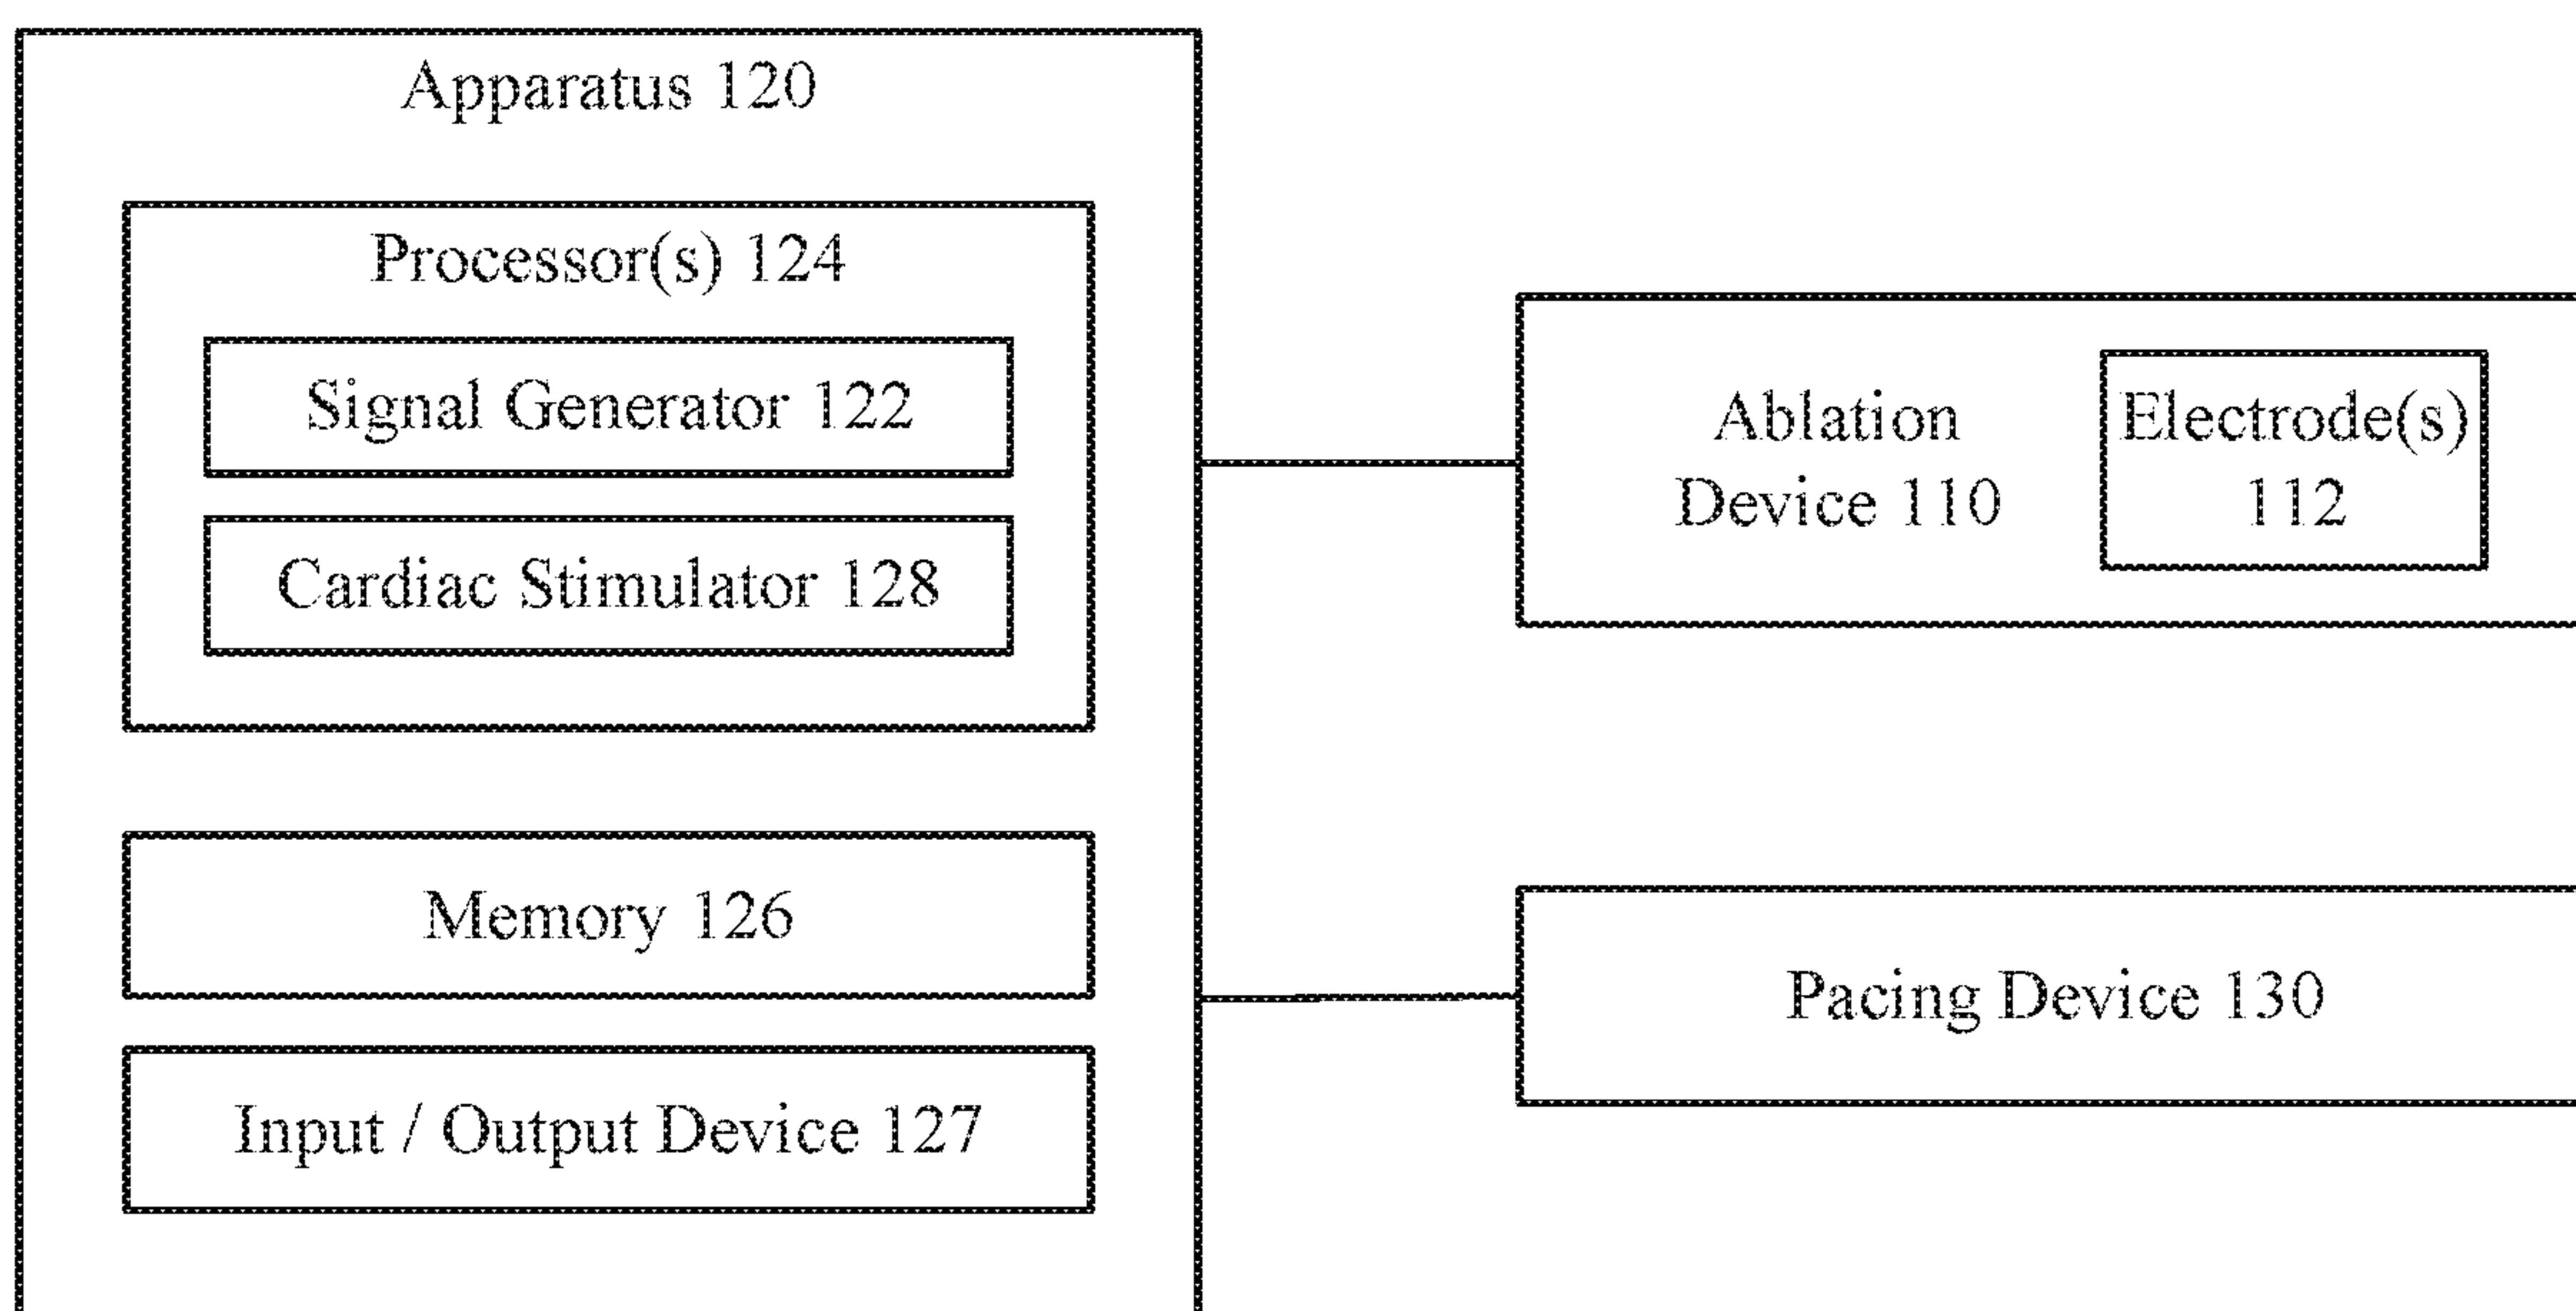 Apparatus 120
Processor(s) 124
Signal Generator 122
Cardiac Stimulator 128
Memory 126
Input / Output Device 127
Ablation
Device 110
Electrode(s)
112
Pacing Device 130